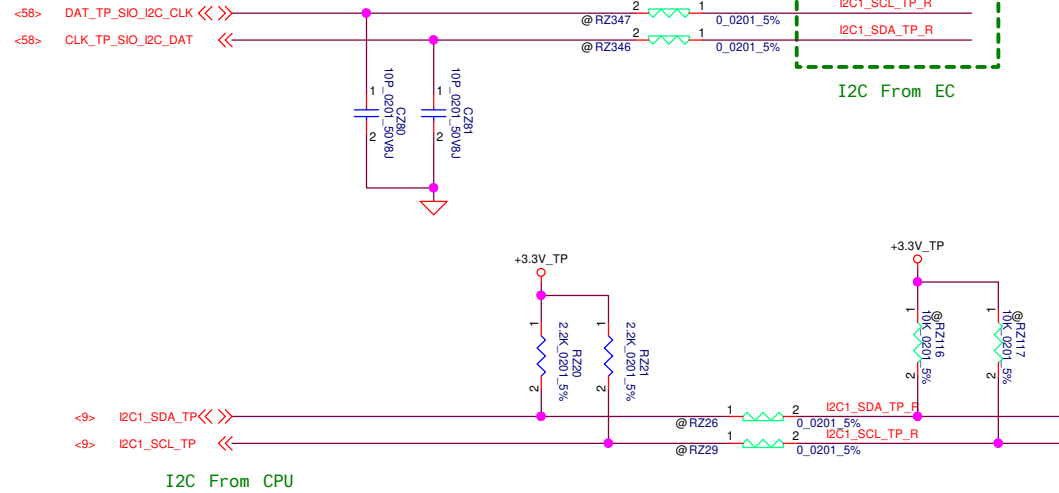 <58> DAT_TP_SIO_I2C_CLK
@RZ347 2 1 0_0201_5% I2C1_SCL_TP_R
<58> CLK_TP_SIO_I2C_DAT
@RZ346 2 1 0_0201_5% I2C1_SDA_TP_R
I2C From EC
1 2 CZ80
10P_0201_50V8J
1 2 CZ81
10P_0201_50V8J
+3.3V_TP
1 2 RZ20
2.2K_0201_5%
1 2 RZ21
2.2K_0201_5%
+3.3V_TP
1 2 @RZ116
10K_0201_5%
1 2 @RZ117
10K_0201_5%
<9> I2C1_SDA_TP
@RZ26 1 2 0_0201_5% I2C1_SDA_TP_R
<9> I2C1_SCL_TP
@RZ29 1 2 0_0201_5% I2C1_SCL_TP_R
I2C From CPU